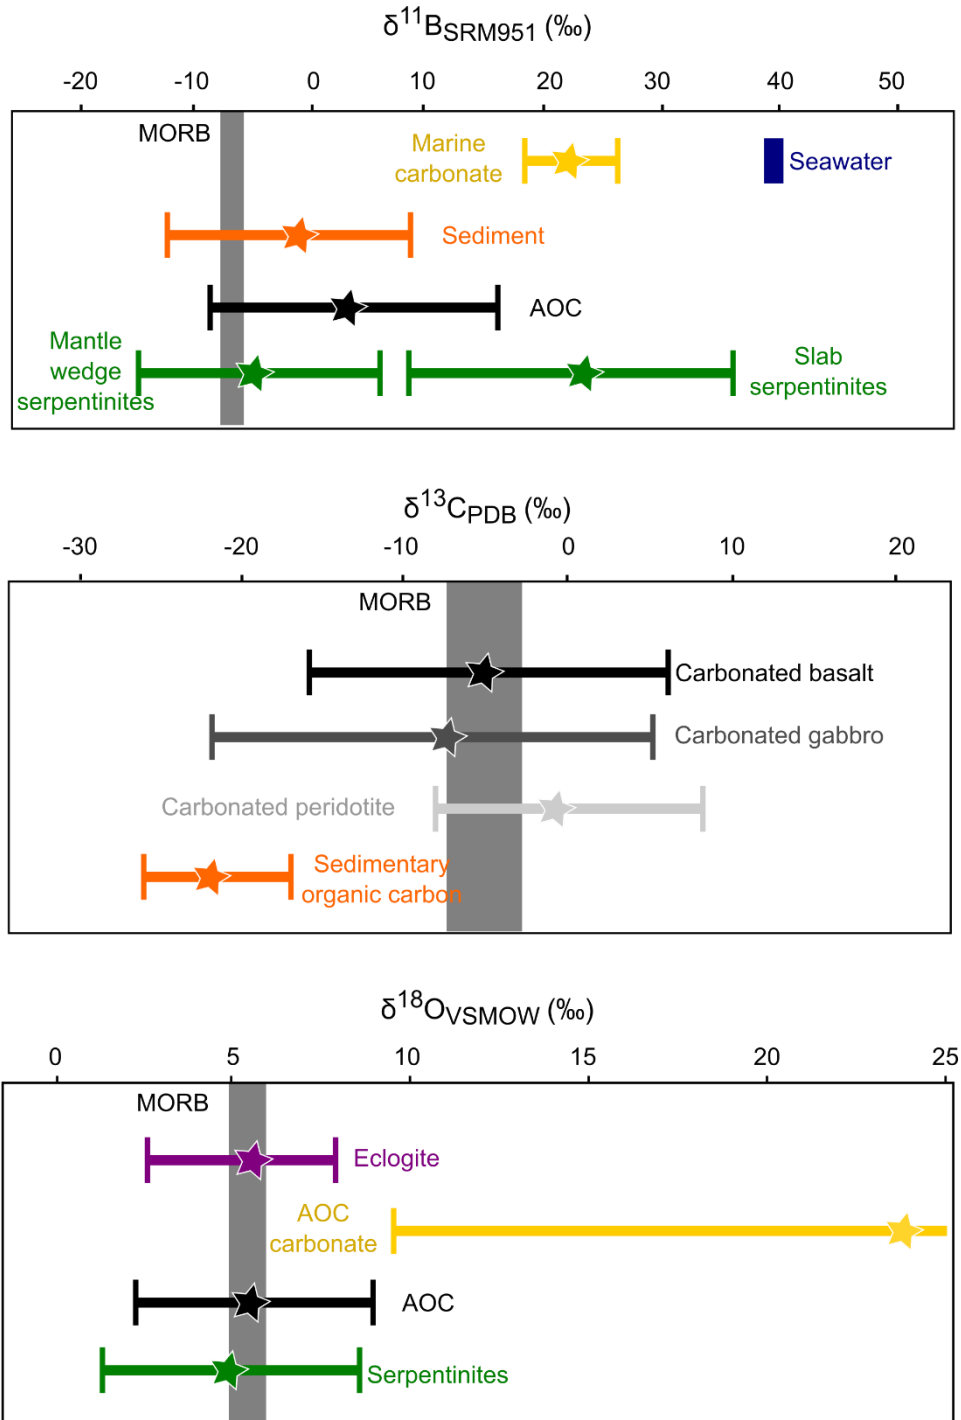 δ11BSRM951 (‰)
-20 -10 0 10 20 30 40 50
MORB
Marine
carbonate
Seawater
Sediment
AOC
Mantle
wedge
serpentinites
Slab
serpentinites
δ13CPDB (‰)
-30 -20 -10 0 10 20
MORB
Carbonated basalt
Carbonated gabbro
Carbonated peridotite
Sedimentary
organic carbon
δ18OVSMOW (‰)
0 5 10 15 20 25
MORB
Eclogite
AOC
carbonate
AOC
Serpentinites